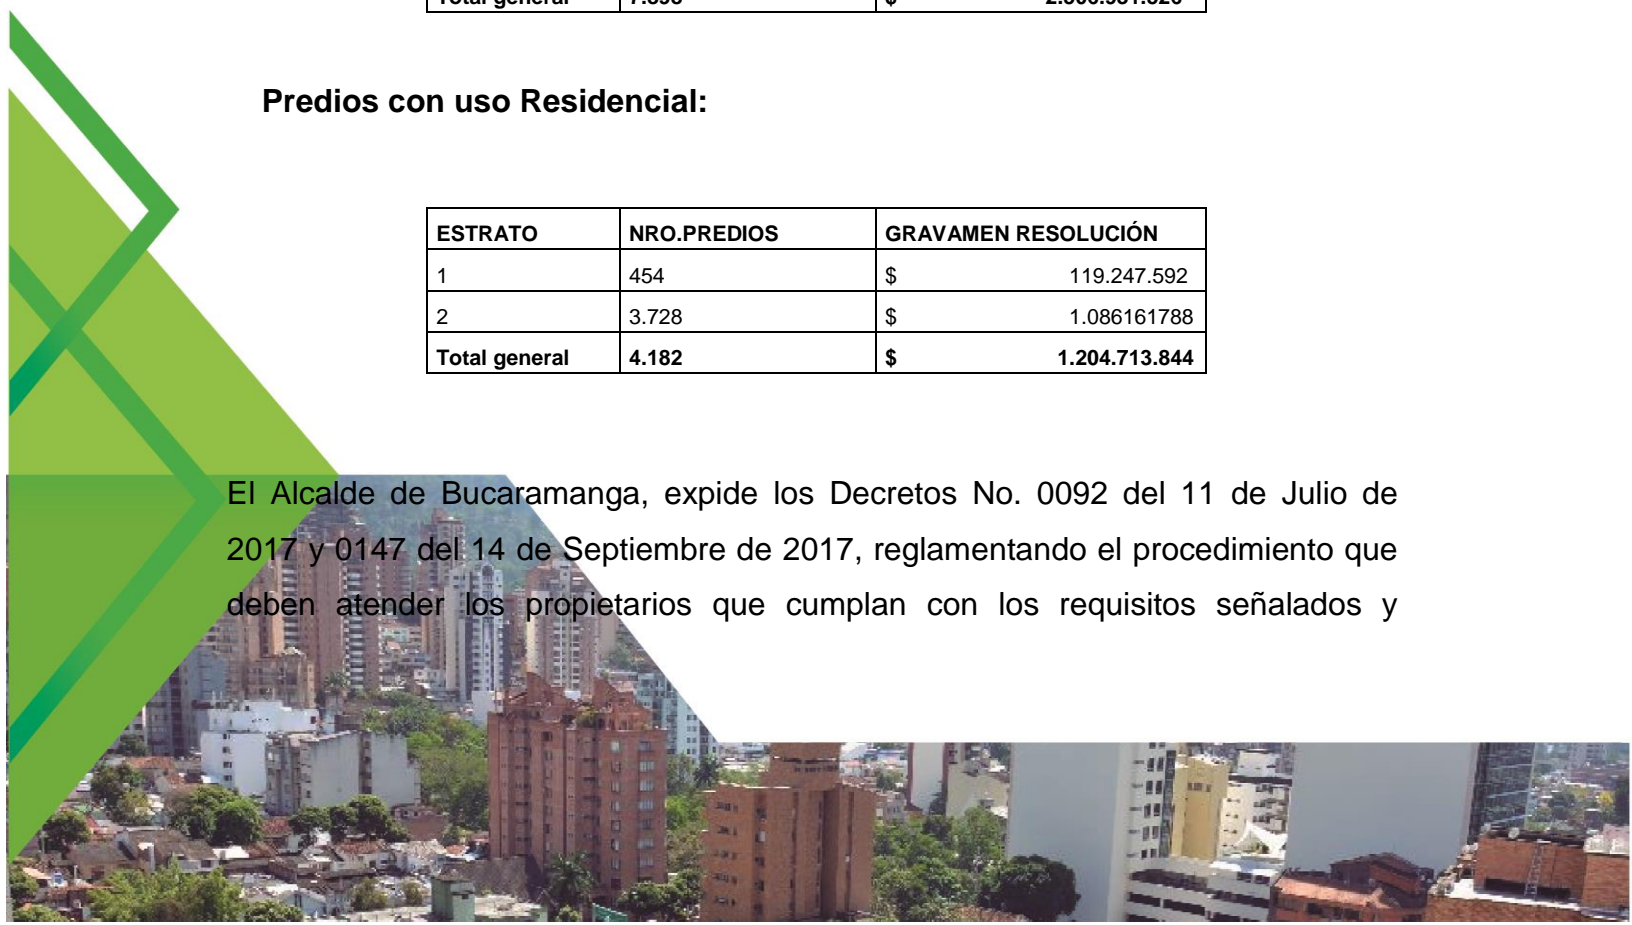 Total general
Predios con uso Residencial:
ESTRATO NRO.PREDIOS GRAVAMEN RESOLUCIÓN
1 454 $ 119.247.592
2 3.728 $ 1.086161788
Total general 4.182 $ 1.204.713.844
El Alcalde de Bucaramanga, expide los Decretos No. 0092 del 11 de Julio de
2017 y 0147 del 14 de Septiembre de 2017, reglamentando el procedimiento que
deben atender los propietarios que cumplan con los requisitos señalados y